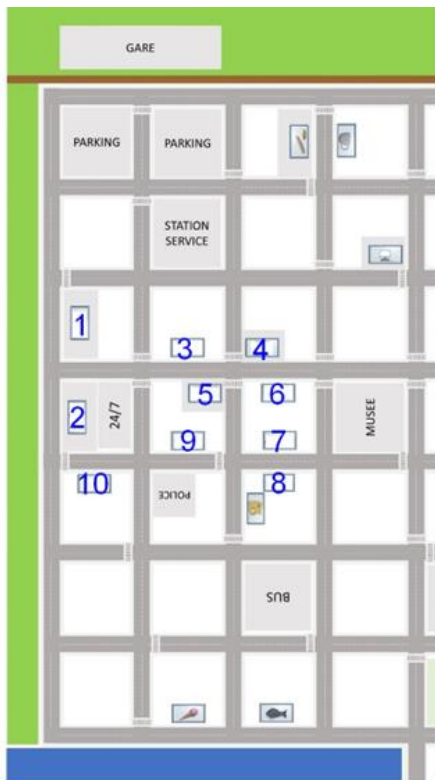 GARE
PARKING
PARKING
STATION
SERVICE
1
3
4
2
24/7
5
6
MUSEE
9
7
10
POLICE
8
BUS